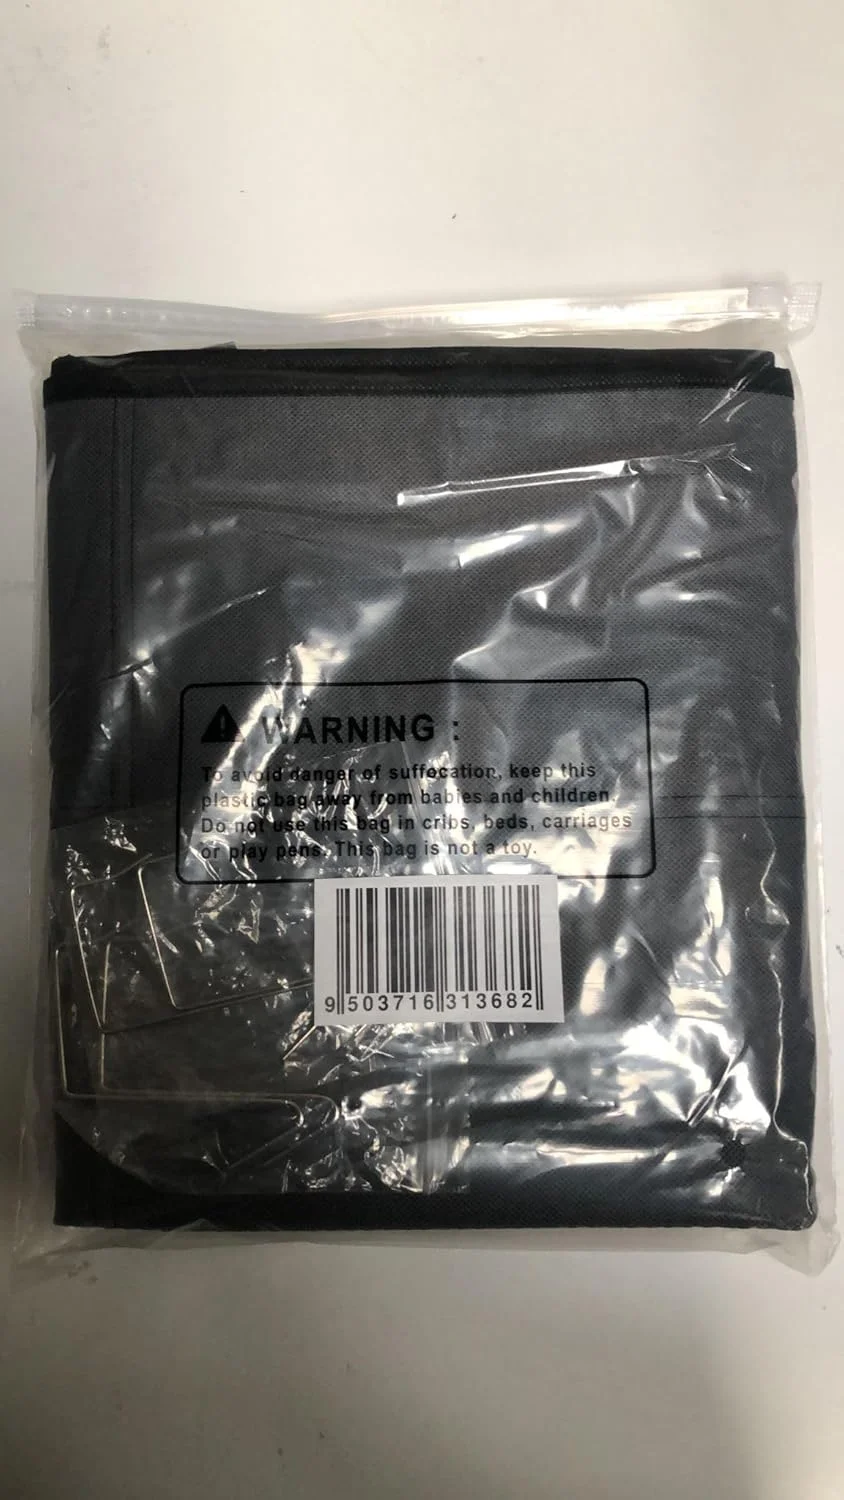 WARNING :
To avoid danger of suffocation, keep this
plastic bag away from babies and children.
Do not use this bag in cribs, beds, carriages
or play pens. This bag is not a toy.
9 503716 313682